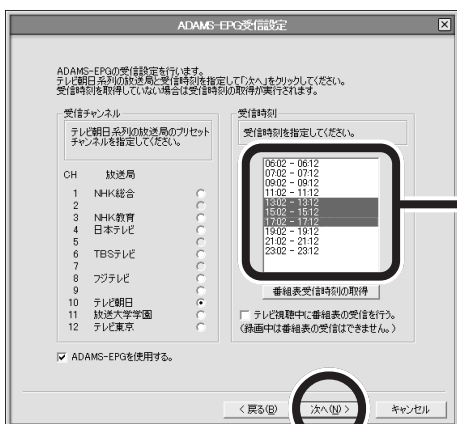 ADAMS-EPG受信設定
ADAMS-EPGの受信設定を行います。
テレビ朝日系列の放送局と受信時刻を指定して「次へ」をクリックしてください。
受信時刻を取得していない場合は受信時刻の取得が実行されます。
受信チャンネル
テレビ朝日系列の放送局のプリセット
チャンネルを指定してください。
CH 放送局
1 NHK総合
2
3 NHK教育
4 日本テレビ
5
6 TBSテレビ
7
8 フジテレビ
9
10 テレビ朝日
11 放送大学学園
12 テレビ東京
受信時刻
受信時刻を指定してください。
06:02 - 06:12
07:02 - 07:12
09:02 - 09:12
11:02 - 11:12
13:02 - 13:12
15:02 - 15:12
17:02 - 17:12
19:02 - 19:12
21:02 - 21:12
23:02 - 23:12
番組表受信時刻の取得
テレビ視聴中に番組表の受信を行う。
(録画中は番組表の受信はできません。)
ADAMS-EPGを使用する。
< 戻る(B)
次へ(N) >
キャンセル